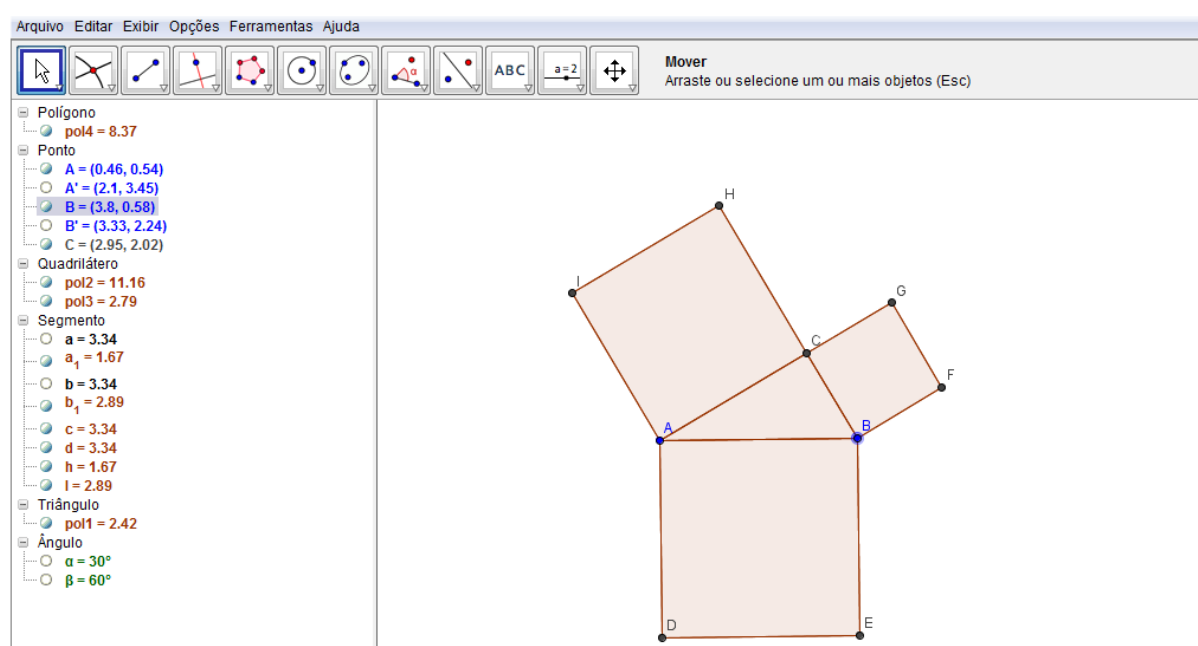 Arquivo Editar Exibir Opções Ferramentas Ajuda
ABC
a=2
α
Mover
Arraste ou selecione um ou mais objetos (Esc)
Polígono
pol4 = 8.37
Ponto
A = (0.46, 0.54)
A' = (2.1, 3.45)
B = (3.8, 0.58)
B' = (3.33, 2.24)
C = (2.95, 2.02)
Quadrilátero
pol2 = 11.16
pol3 = 2.79
Segmento
a = 3.34
a₁ = 1.67
b = 3.34
b₁ = 2.89
c = 3.34
d = 3.34
h = 1.67
l = 2.89
Triângulo
pol1 = 2.42
Ângulo
α = 30°
β = 60°
H
I
G
C
F
A
B
D
E